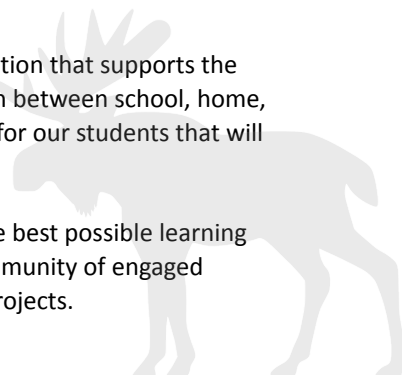 tion that supports the
between school, home,
for our students that will
best possible learning
munity of engaged
rojects.